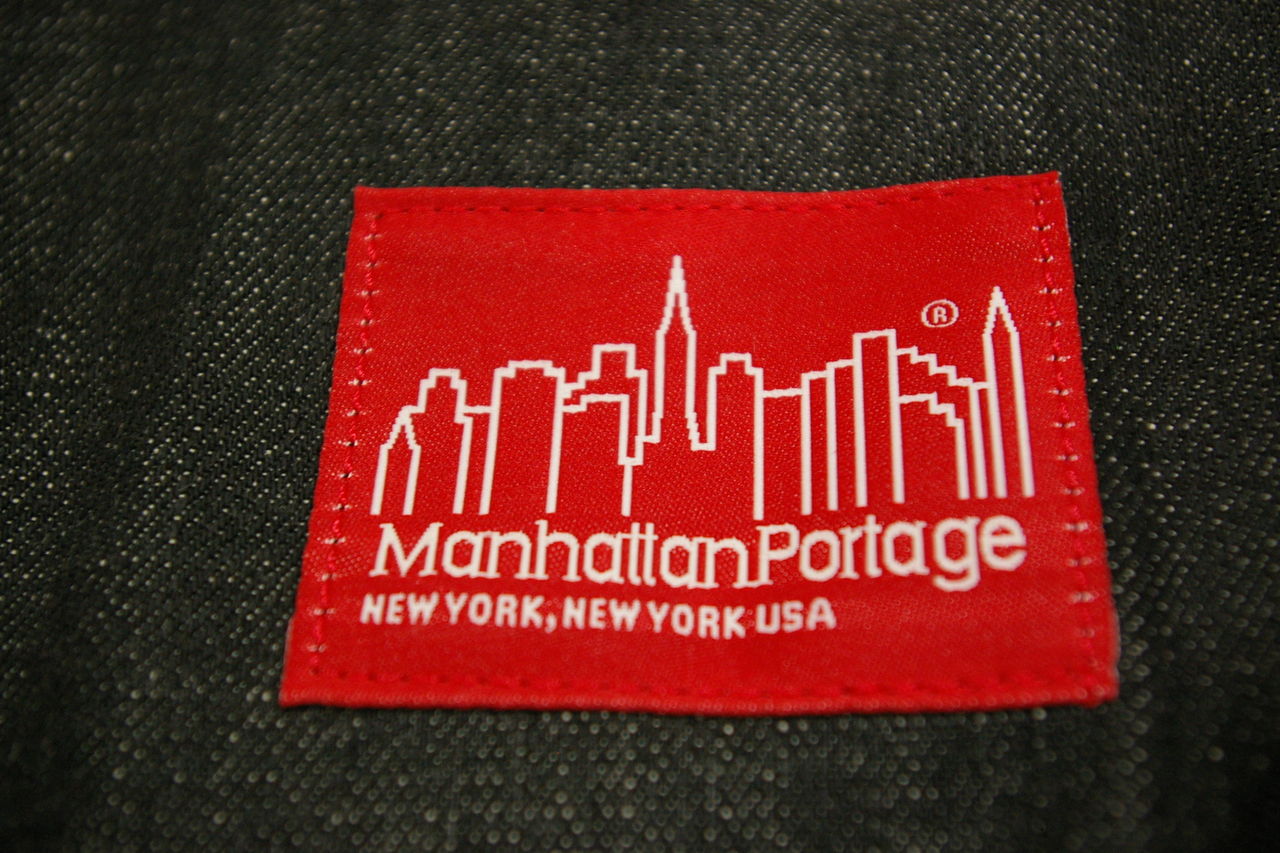 ®
ManhattanPortage
NEW YORK, NEW YORK USA